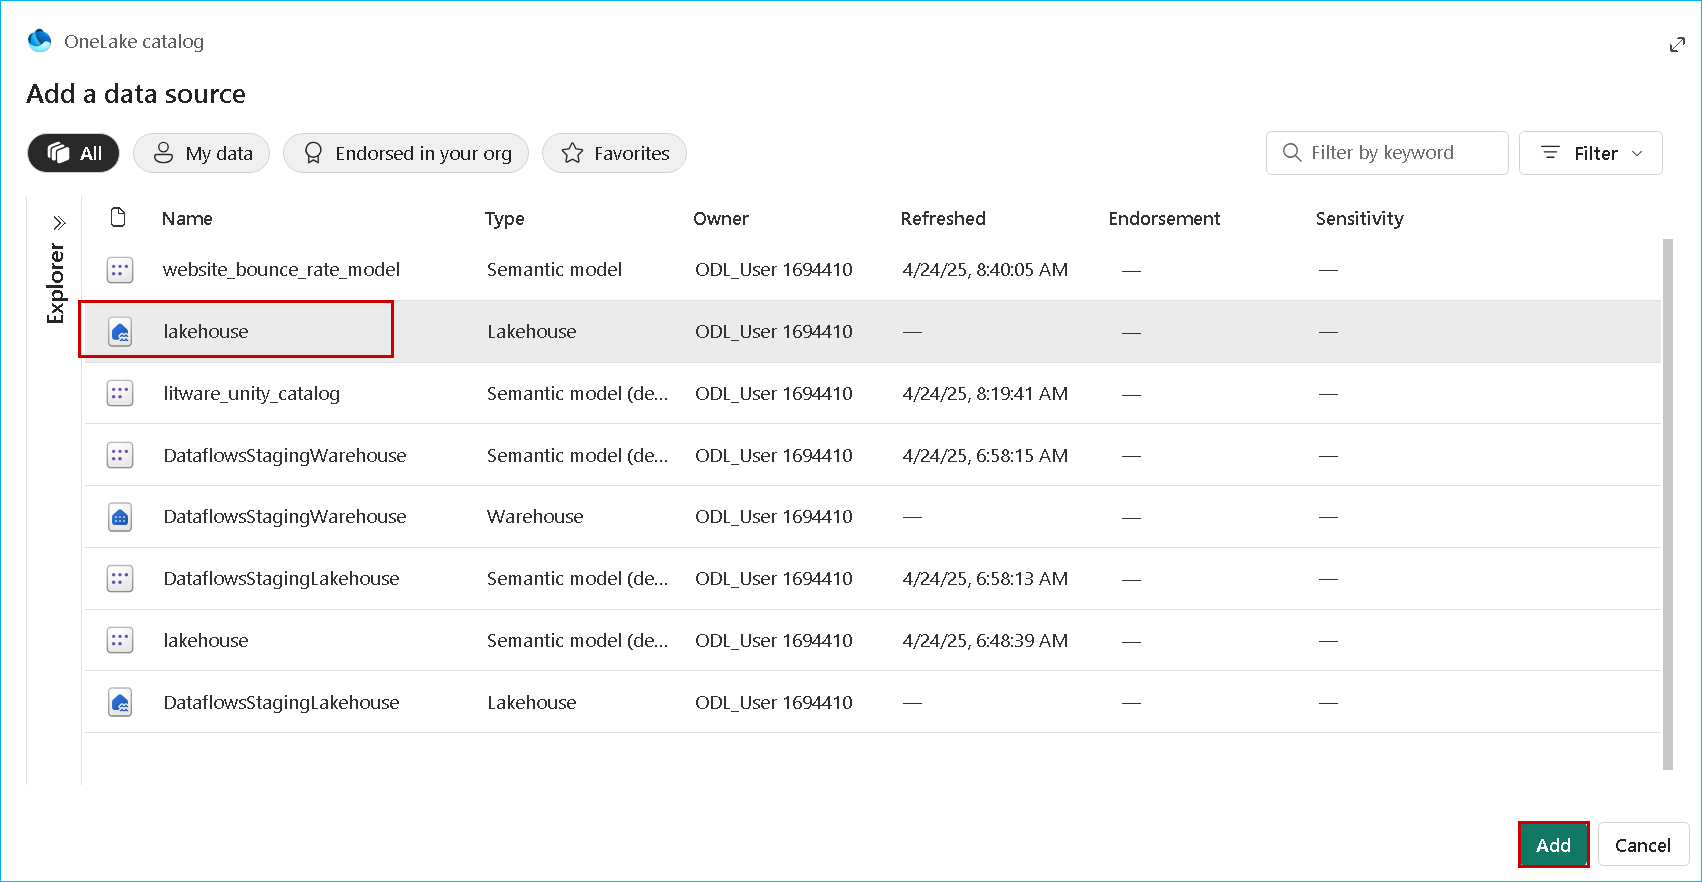 OneLake catalog
Add a data source
All My data Endorsed in your org Favorites Filter by keyword Filter
Explorer
Name Type Owner Refreshed Endorsement Sensitivity
website_bounce_rate_model Semantic model ODL_User 1694410 4/24/25, 8:40:05 AM — —
lakehouse Lakehouse ODL_User 1694410 — — —
litware_unity_catalog Semantic model (de... ODL_User 1694410 4/24/25, 8:19:41 AM — —
DataflowsStagingWarehouse Semantic model (de... ODL_User 1694410 4/24/25, 6:58:15 AM — —
DataflowsStagingWarehouse Warehouse ODL_User 1694410 — — —
DataflowsStagingLakehouse Semantic model (de... ODL_User 1694410 4/24/25, 6:58:13 AM — —
lakehouse Semantic model (de... ODL_User 1694410 4/24/25, 6:48:39 AM — —
DataflowsStagingLakehouse Lakehouse ODL_User 1694410 — — —
Add Cancel